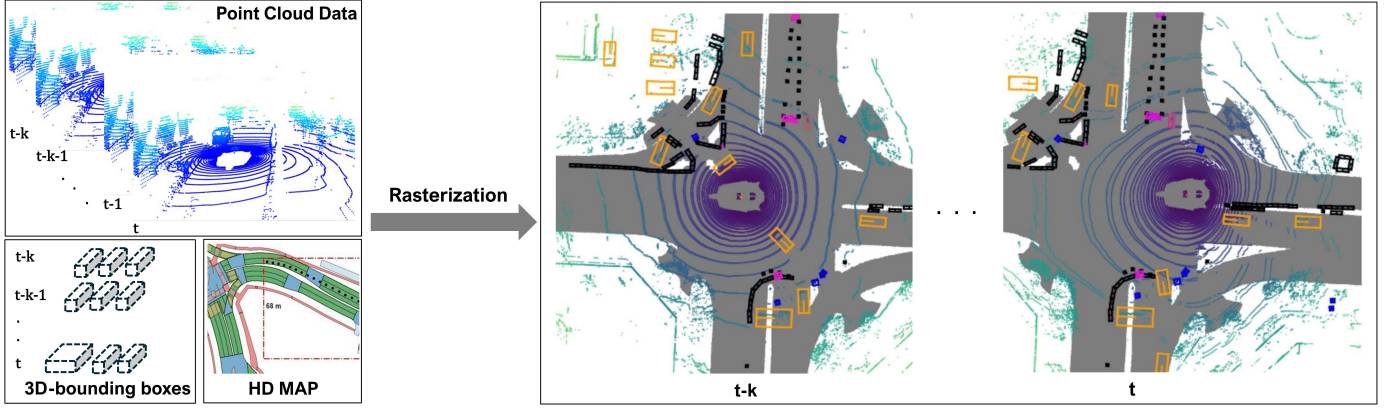 Point Cloud Data
t-k
t-k-1
.
.
t-1
t
Rasterization
t-k
t-k-1
.
.
t
3D-bounding boxes
68 m
HD MAP
. . .
t-k
t